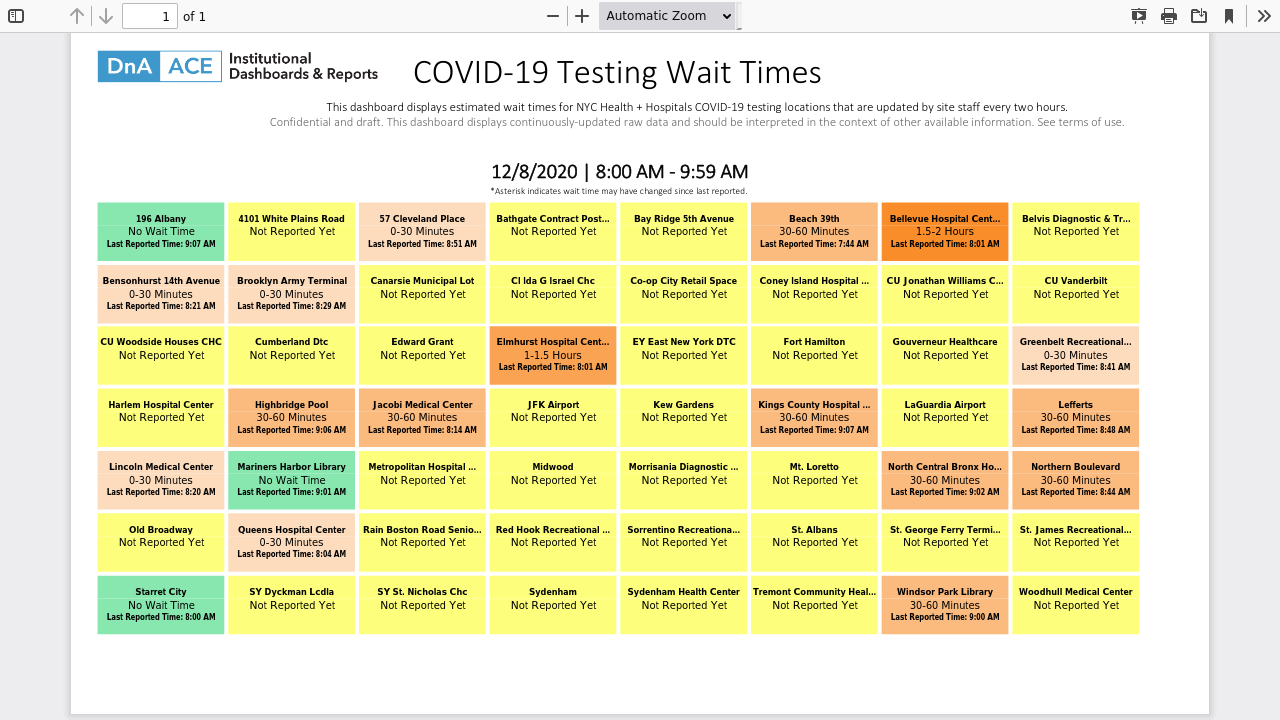 1 of 1 Automatic Zoom
DnA ACE Institutional Dashboards & Reports
COVID-19 Testing Wait Times
This dashboard displays estimated wait times for NYC Health + Hospitals COVID-19 testing locations that are updated by site staff every two hours.
Confidential and draft. This dashboard displays continuously-updated raw data and should be interpreted in the context of other available information. See terms of use.
12/8/2020 | 8:00 AM - 9:59 AM
*Asterisk indicates wait time may have changed since last reported.
196 Albany
No Wait Time
Last Reported Time: 9:07 AM
4101 White Plains Road
Not Reported Yet
57 Cleveland Place
0-30 Minutes
Last Reported Time: 8:51 AM
Bathgate Contract Post...
Not Reported Yet
Bay Ridge 5th Avenue
Not Reported Yet
Beach 39th
30-60 Minutes
Last Reported Time: 7:44 AM
Bellevue Hospital Cent...
1.5-2 Hours
Last Reported Time: 8:01 AM
Belvis Diagnostic & Tr...
Not Reported Yet
Bensonhurst 14th Avenue
0-30 Minutes
Last Reported Time: 8:21 AM
Brooklyn Army Terminal
0-30 Minutes
Last Reported Time: 8:29 AM
Canarsie Municipal Lot
Not Reported Yet
CI Ida G Israel Chc
Not Reported Yet
Co-op City Retail Space
Not Reported Yet
Coney Island Hospital ...
Not Reported Yet
CU Jonathan Williams C...
Not Reported Yet
CU Vanderbilt
Not Reported Yet
CU Woodside Houses CHC
Not Reported Yet
Cumberland Dtc
Not Reported Yet
Edward Grant
Not Reported Yet
Elmhurst Hospital Cent...
1-1.5 Hours
Last Reported Time: 8:01 AM
EY East New York DTC
Not Reported Yet
Fort Hamilton
Not Reported Yet
Gouverneur Healthcare
Not Reported Yet
Greenbelt Recreational...
0-30 Minutes
Last Reported Time: 8:41 AM
Harlem Hospital Center
Not Reported Yet
Highbridge Pool
30-60 Minutes
Last Reported Time: 9:06 AM
Jacobi Medical Center
30-60 Minutes
Last Reported Time: 8:14 AM
JFK Airport
Not Reported Yet
Kew Gardens
Not Reported Yet
Kings County Hospital ...
30-60 Minutes
Last Reported Time: 9:07 AM
LaGuardia Airport
Not Reported Yet
Lefferts
30-60 Minutes
Last Reported Time: 8:48 AM
Lincoln Medical Center
0-30 Minutes
Last Reported Time: 8:20 AM
Mariners Harbor Library
No Wait Time
Last Reported Time: 9:01 AM
Metropolitan Hospital ...
Not Reported Yet
Midwood
Not Reported Yet
Morrisania Diagnostic ...
Not Reported Yet
Mt. Loretto
Not Reported Yet
North Central Bronx Ho...
30-60 Minutes
Last Reported Time: 9:02 AM
Northern Boulevard
30-60 Minutes
Last Reported Time: 8:44 AM
Old Broadway
Not Reported Yet
Queens Hospital Center
0-30 Minutes
Last Reported Time: 8:04 AM
Rain Boston Road Senio...
Not Reported Yet
Red Hook Recreational ...
Not Reported Yet
Sorrentino Recreationa...
Not Reported Yet
St. Albans
Not Reported Yet
St. George Ferry Termi...
Not Reported Yet
St. James Recreational...
Not Reported Yet
Starret City
No Wait Time
Last Reported Time: 8:00 AM
SY Dyckman Lcdla
Not Reported Yet
SY St. Nicholas Chc
Not Reported Yet
Sydenham
Not Reported Yet
Sydenham Health Center
Not Reported Yet
Tremont Community Heal...
Not Reported Yet
Windsor Park Library
30-60 Minutes
Last Reported Time: 9:00 AM
Woodhull Medical Center
Not Reported Yet